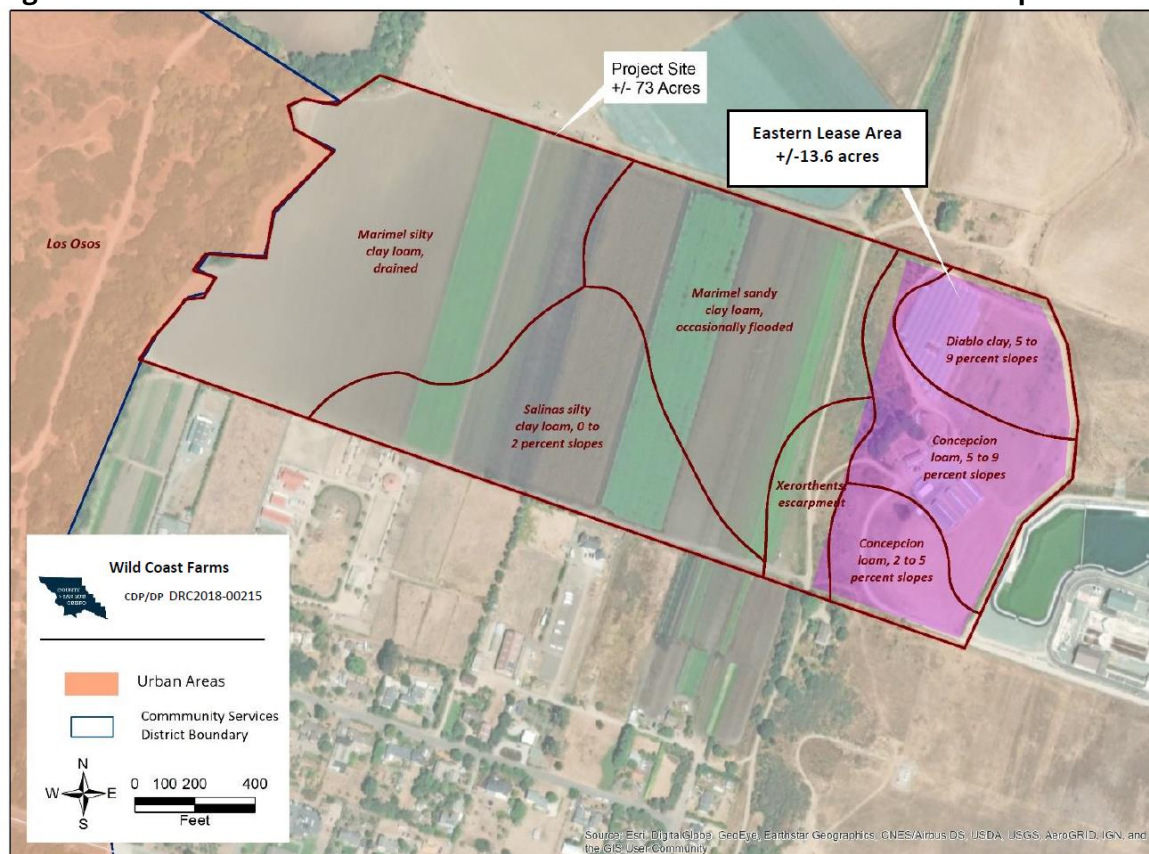 Project Site
+/- 73 Acres
Eastern Lease Area
+/-13.6 acres
Los Osos
Marimel silty
clay loam,
drained
Marimel sandy
clay loam,
occasionally flooded
Diablo clay, 5 to
9 percent slopes
Salinas silty
clay loam, 0 to
2 percent slopes
Concepcion
loam, 5 to 9
percent slopes
Xerorthents,
escarpment
Concepcion
loam, 2 to 5
percent slopes
Wild Coast Farms
CDP/DP DRC2018-00215
COUNTY
SAN LUIS
OBISPO
Urban Areas
Commmunity Services
District Boundary
N
W E
S
0 100 200 400
Feet
Source: Esri, DigitalGlobe, GeoEye, Earthstar Geographics, CNES/Airbus DS, USDA, USGS, AeroGRID, IGN, and
the GIS User Community